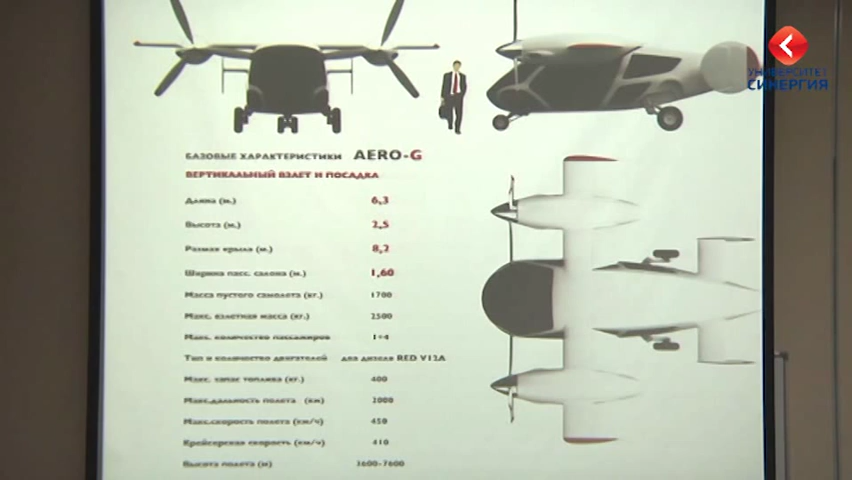 УНИВЕРСИТЕТ
СИНЕРГИЯ
БАЗОВЫЕ ХАРАКТЕРИСТИКИ AERO-G
ВЕРТИКАЛЬНЫЙ ВЗЛЕТ И ПОСАДКА
Длина (м.) 6,3
Высота (м.) 2,5
Размах крыла (м.) 8,2
Ширина пасс. салона (м.) 1,60
Масса пустого самолета (кг.) 1700
Макс. взлетная масса (кг.) 2500
Макс. количество пассажиров 1+4
Тип и количество двигателей два дизеля RED V12A
Макс. запас топлива (кг.) 400
Макс.дальность полета (км) 2000
Макс.скорость полета (км/ч) 450
Крейсерская скорость (км/ч) 410
Высота полета (м) 3600-7600